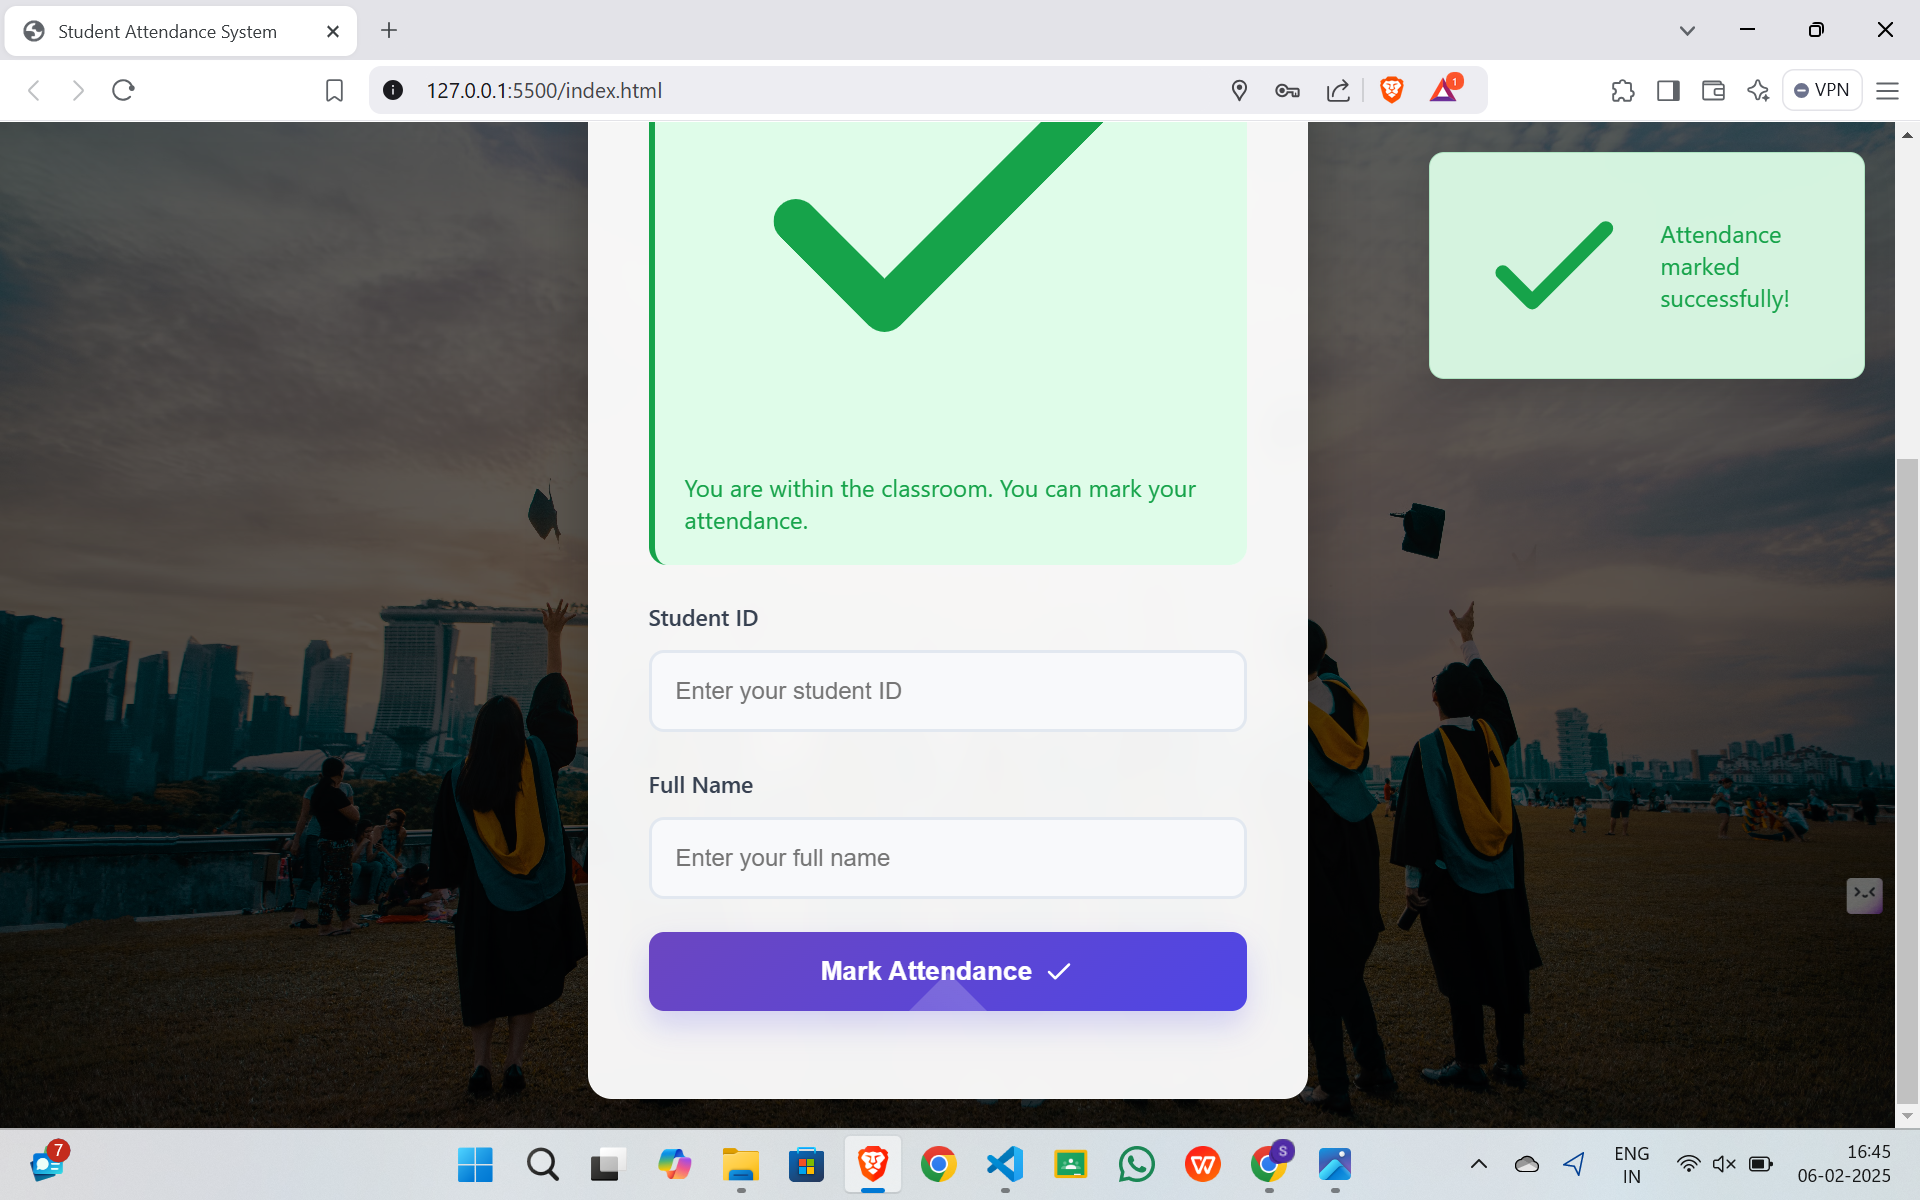 Student Attendance System
127.0.0.1:5500/index.html
1
VPN
Attendance
marked
successfully!
You are within the classroom. You can mark your
attendance.
Student ID
Enter your student ID
Full Name
Enter your full name
Mark Attendance
7
S
ENG
IN
16:45
06-02-2025